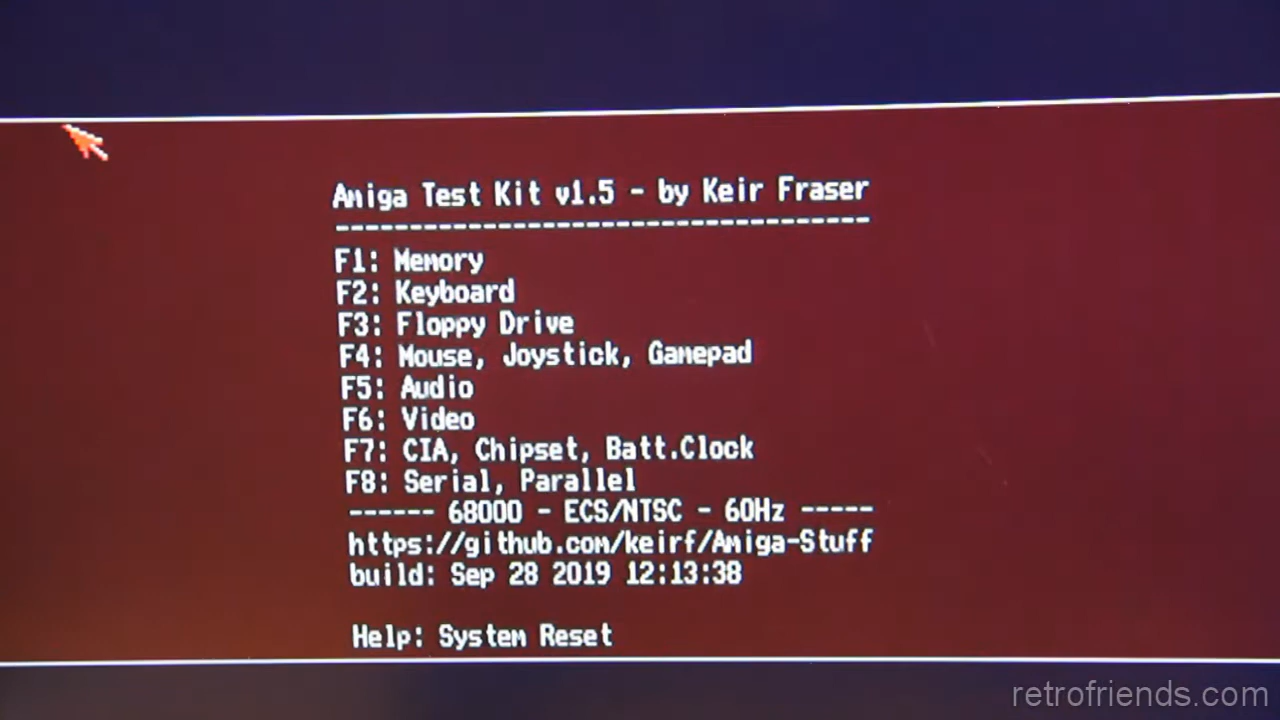 Amiga Test Kit v1.5 - by Keir Fraser
------------------------------------
F1: Memory
F2: Keyboard
F3: Floppy Drive
F4: Mouse, Joystick, Gamepad
F5: Audio
F6: Video
F7: CIA, Chipset, Batt.Clock
F8: Serial, Parallel
------ 68000 - ECS/NTSC - 60Hz -----
https://github.com/keirf/Amiga-Stuff
build: Sep 28 2019 12:13:38
Help: System Reset
retrofriends.com